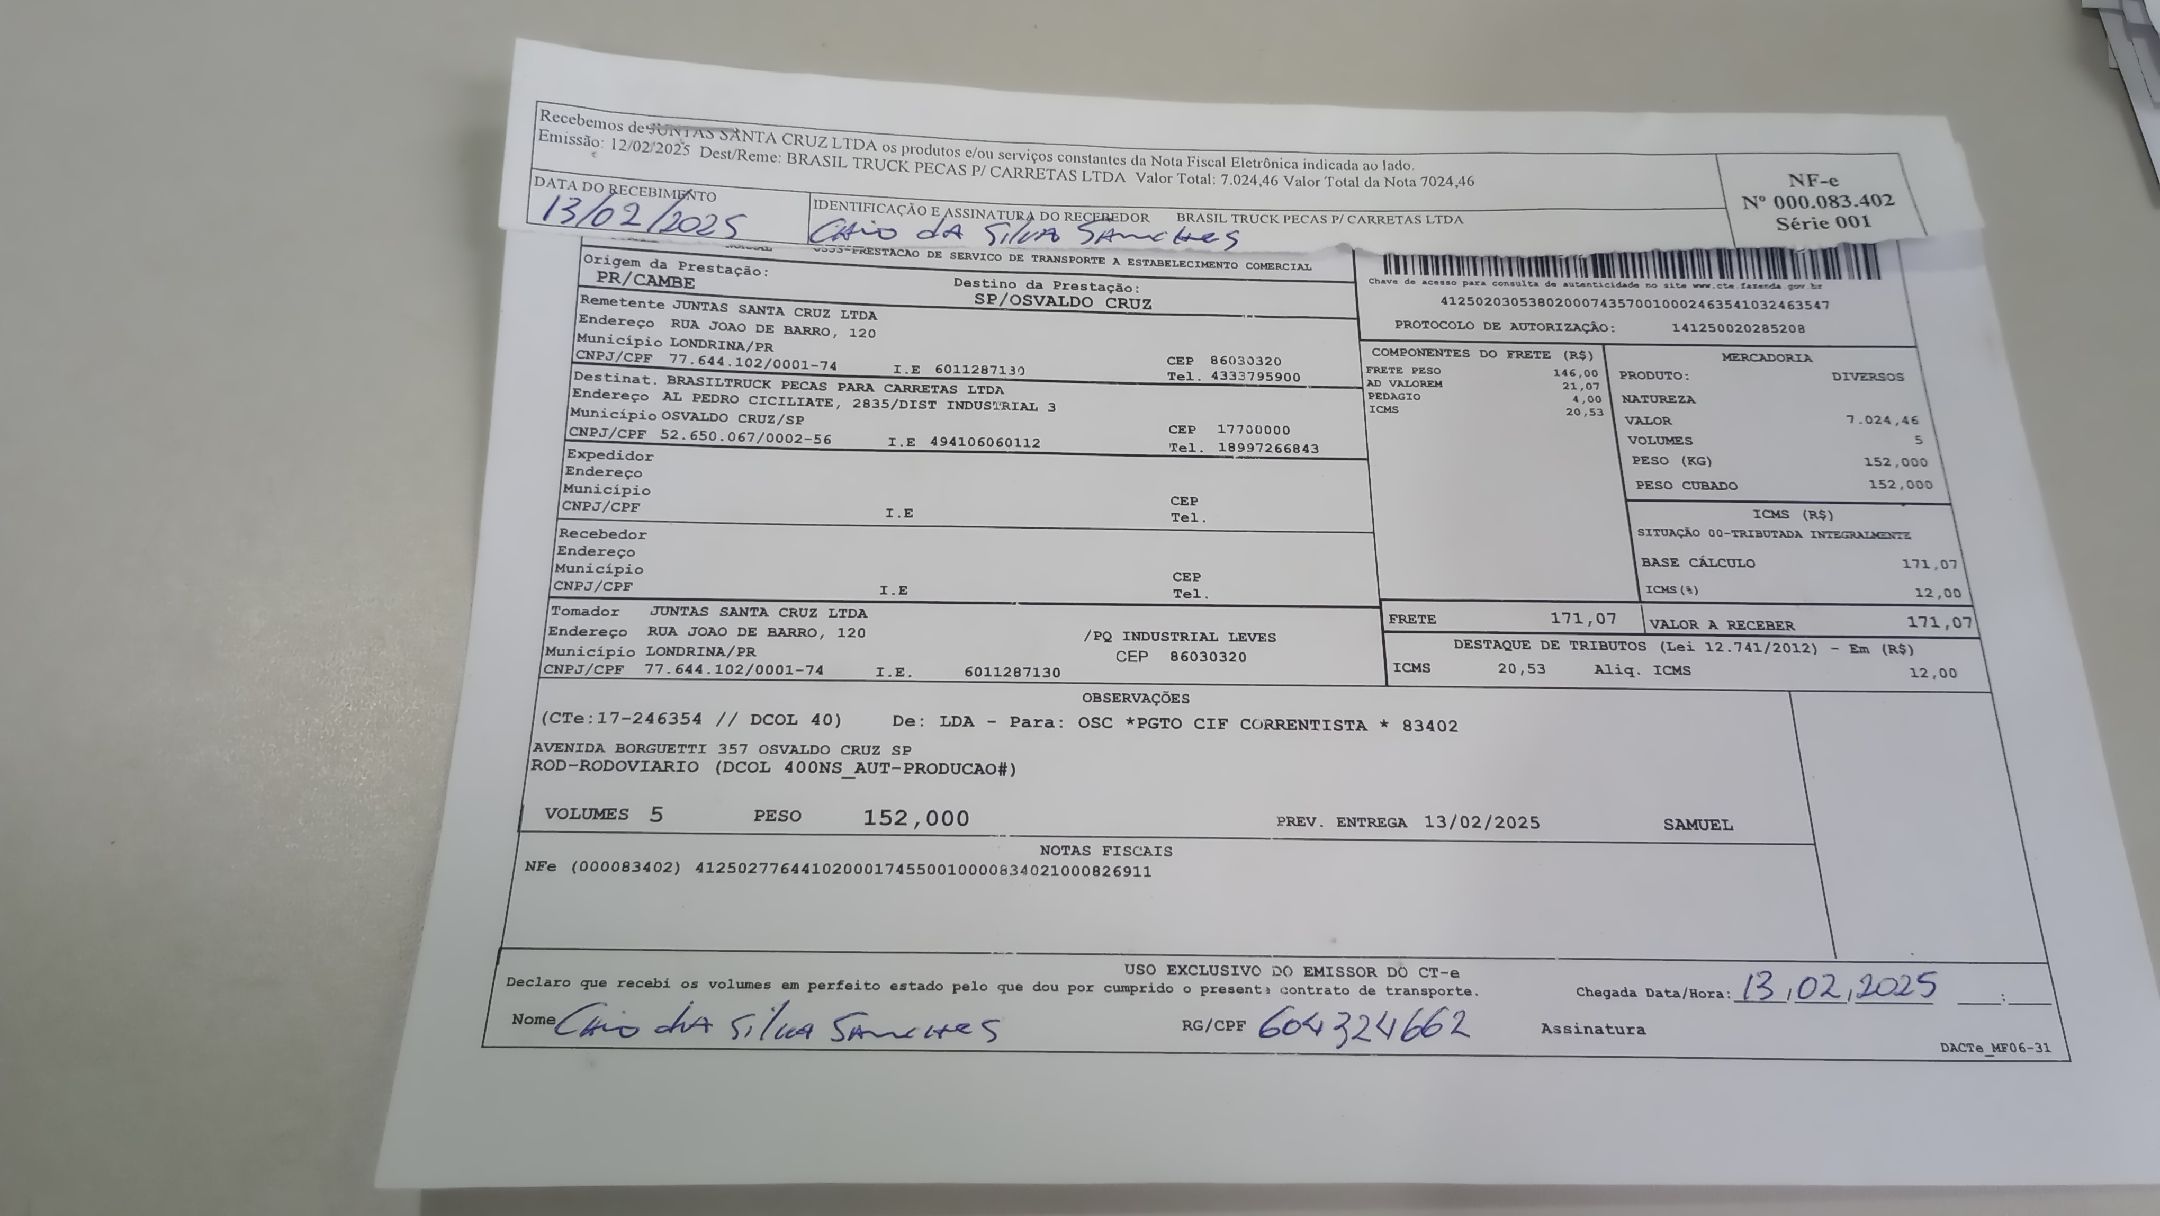 Recebemos de JUNTAS SANTA CRUZ LTDA os produtos e/ou serviços constantes da Nota Fiscal Eletrônica indicada ao lado.
Emissão: 12/02/2025 Dest/Reme: BRASIL TRUCK PECAS P/ CARRETAS LTDA Valor Total: 7.024,46 Valor Total da Nota 7024,46
NF-e
Nº 000.083.402
Série 001
DATA DO RECEBIMENTO
13/02/2025
IDENTIFICAÇÃO E ASSINATURA DO RECEBEDOR BRASIL TRUCK PECAS P/ CARRETAS LTDA
Caio da Silva Sanches
PRESTACAO DE SERVICO DE TRANSPORTE A ESTABELECIMENTO COMERCIAL
Origem da Prestação:
PR/CAMBE
Destino da Prestação:
SP/OSVALDO CRUZ
Remetente JUNTAS SANTA CRUZ LTDA
Endereço RUA JOAO DE BARRO, 120
Município LONDRINA/PR
CNPJ/CPF 77.644.102/0001-74 I.E 6011287130
CEP 86030320
Tel. 4333795900
Destinat. BRASILTRUCK PECAS PARA CARRETAS LTDA
Endereço AL PEDRO CICILIATE, 2835/DIST INDUSTRIAL 3
Município OSVALDO CRUZ/SP
CNPJ/CPF 52.650.067/0002-56 I.E 494106060112
CEP 17700000
Tel. 18997266843
Expedidor
Endereço
Município
CNPJ/CPF I.E
CEP
Tel.
Recebedor
Endereço
Município
CNPJ/CPF I.E
CEP
Tel.
Tomador JUNTAS SANTA CRUZ LTDA
Endereço RUA JOAO DE BARRO, 120 /PQ INDUSTRIAL LEVES
Município LONDRINA/PR CEP 86030320
CNPJ/CPF 77.644.102/0001-74 I.E. 6011287130
Chave de acesso para consulta de autenticidade no site www.cte.fazenda.gov.br
41250203053802000743570010002463541032463547
PROTOCOLO DE AUTORIZAÇÃO: 141250020285208
COMPONENTES DO FRETE (R$)
FRETE PESO 146,00
AD VALOREM 21,07
PEDAGIO 4,00
ICMS 20,53
MERCADORIA
PRODUTO: DIVERSOS
NATUREZA
VALOR 7.024,46
VOLUMES 5
PESO (KG) 152,000
PESO CUBADO 152,000
ICMS (R$)
SITUAÇÃO 00-TRIBUTADA INTEGRALMENTE
BASE CÁLCULO 171,07
ICMS(%) 12,00
FRETE 171,07
VALOR A RECEBER 171,07
DESTAQUE DE TRIBUTOS (Lei 12.741/2012) - Em (R$)
ICMS 20,53 Aliq. ICMS 12,00
OBSERVAÇÕES
(CTe:17-246354 // DCOL 40) De: LDA - Para: OSC *PGTO CIF CORRENTISTA * 83402
AVENIDA BORGUETTI 357 OSVALDO CRUZ SP
ROD-RODOVIARIO (DCOL 400NS_AUT-PRODUCAO#)
VOLUMES 5 PESO 152,000 PREV. ENTREGA 13/02/2025 SAMUEL
NOTAS FISCAIS
NFe (000083402) 41250277644102000174550010000834021000826911
USO EXCLUSIVO DO EMISSOR DO CT-e
Declaro que recebi os volumes em perfeito estado pelo que dou por cumprido o presente contrato de transporte.
Chegada Data/Hora: 13/02/2025 __:__
Nome Caio da Silva Sanches RG/CPF 604324662 Assinatura
DACTe_MF06-31